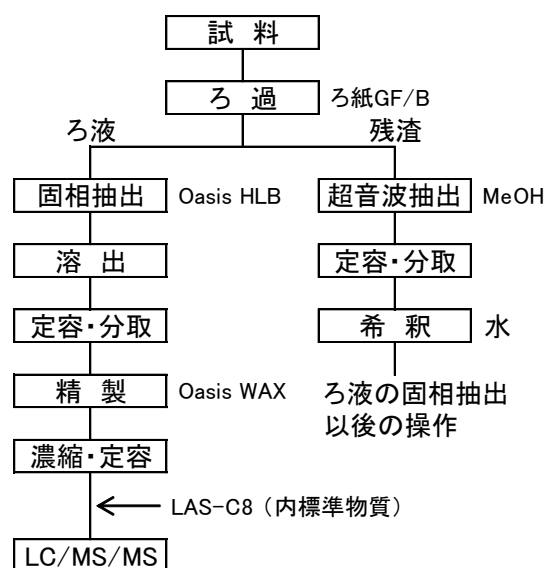 試 料
ろ 過 ろ紙GF/B
ろ液 残渣
固相抽出 Oasis HLB 超音波抽出 MeOH
溶 出 定容・分取
定容・分取 希 釈 水
精 製 Oasis WAX ろ液の固相抽出
以後の操作
濃縮・定容
LAS-C8（内標準物質）
LC/MS/MS